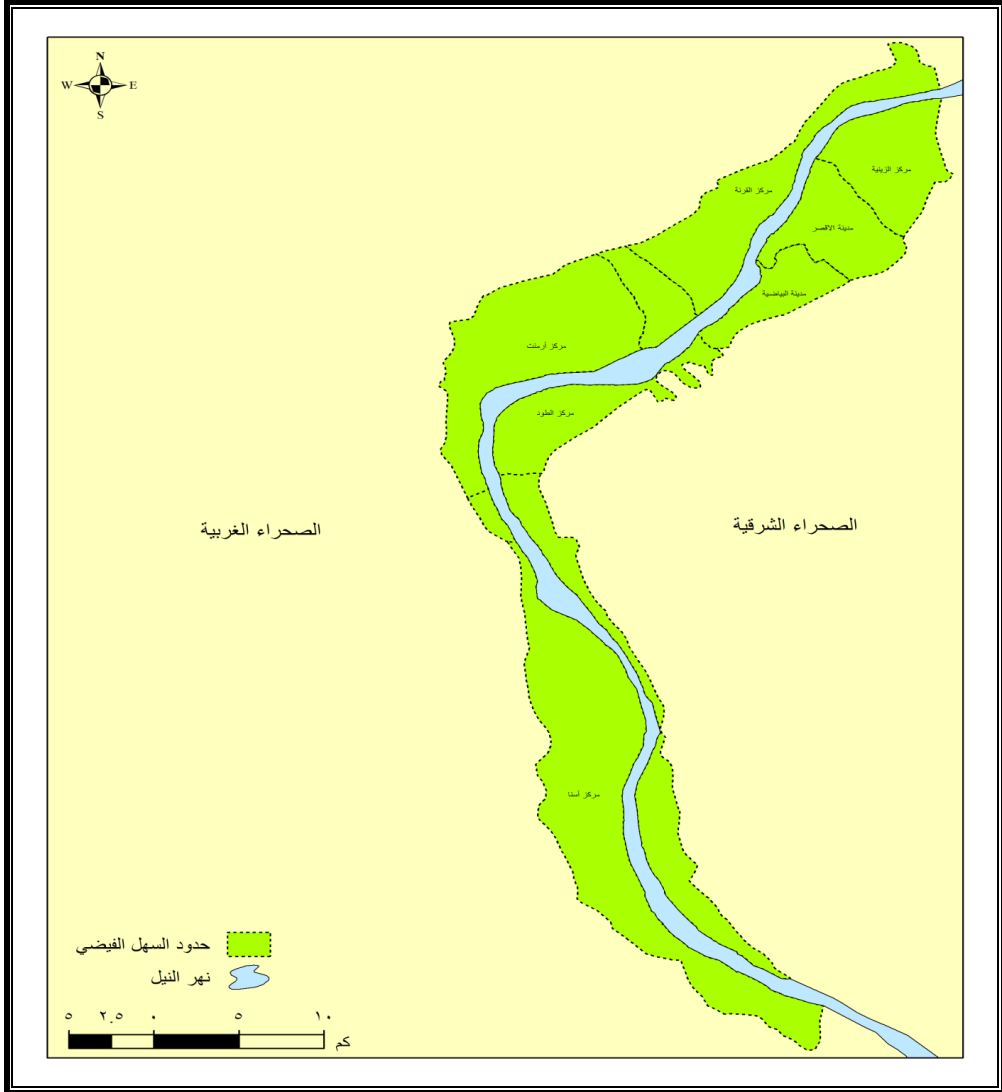 N
W E
S
مركز الزينية
مركز القرنة
مدينة الاقصر
مدينة البياضية
مركز أرمنت
مركز الطود
الصحراء الغربية
الصحراء الشرقية
مركز أسنا
حدود السهل الفيضي
نهر النيل
٥ ٢.٥ ٠ ٥ ١٠
كم